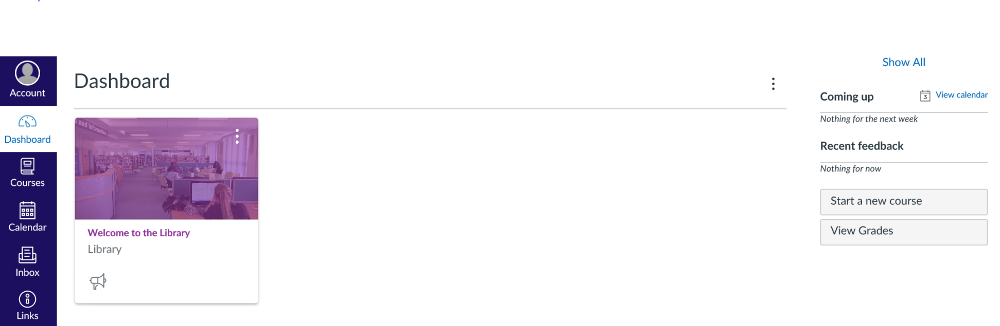 Account
Dashboard
Courses
Calendar
Inbox
Links
Dashboard
and Information
Welcome to the Library
Library
Show All
Coming up
3
View calendar
Nothing for the next week
Recent feedback
Nothing for now
Start a new course
View Grades